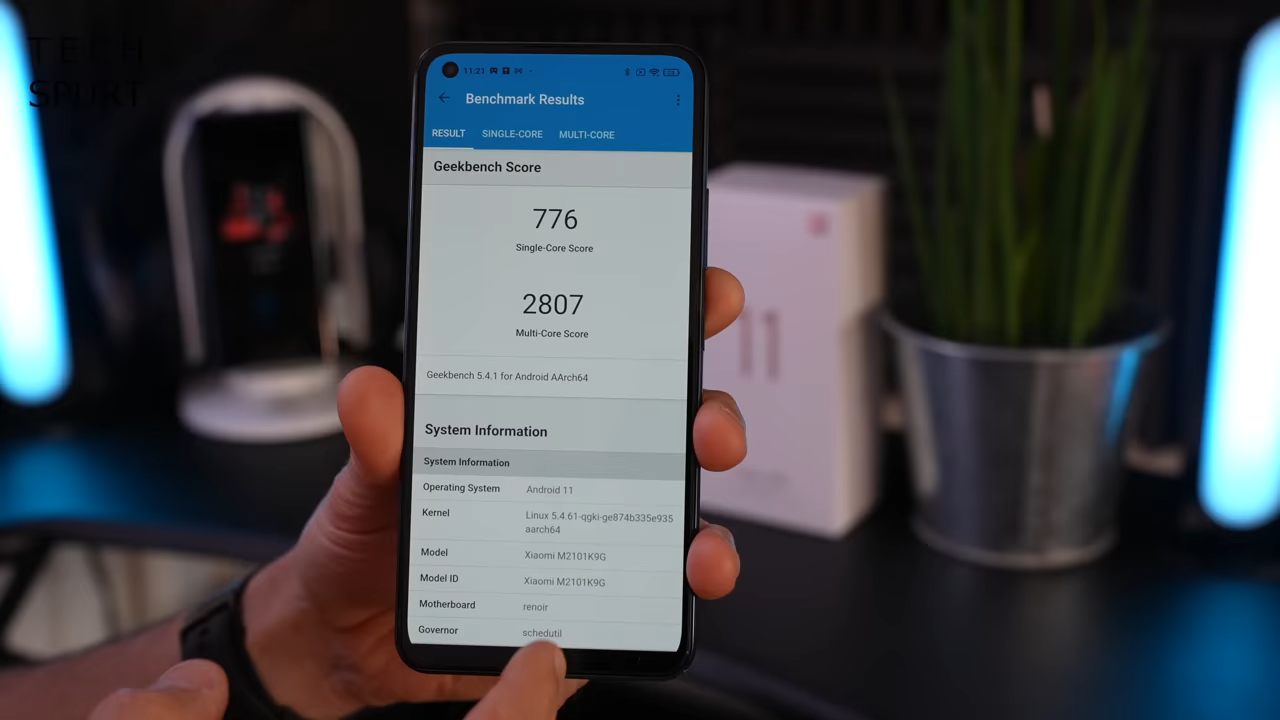 TECH
SPURT
11:21
Benchmark Results
RESULT SINGLE-CORE MULTI-CORE
Geekbench Score
776
Single-Core Score
2807
Multi-Core Score
Geekbench 5.4.1 for Android AArch64
System Information
System Information
Operating System Android 11
Kernel Linux 5.4.61-qgki-ge874b335e935
aarch64
Model Xiaomi M2101K9G
Model ID Xiaomi M2101K9G
Motherboard renoir
Governor schedutil
11